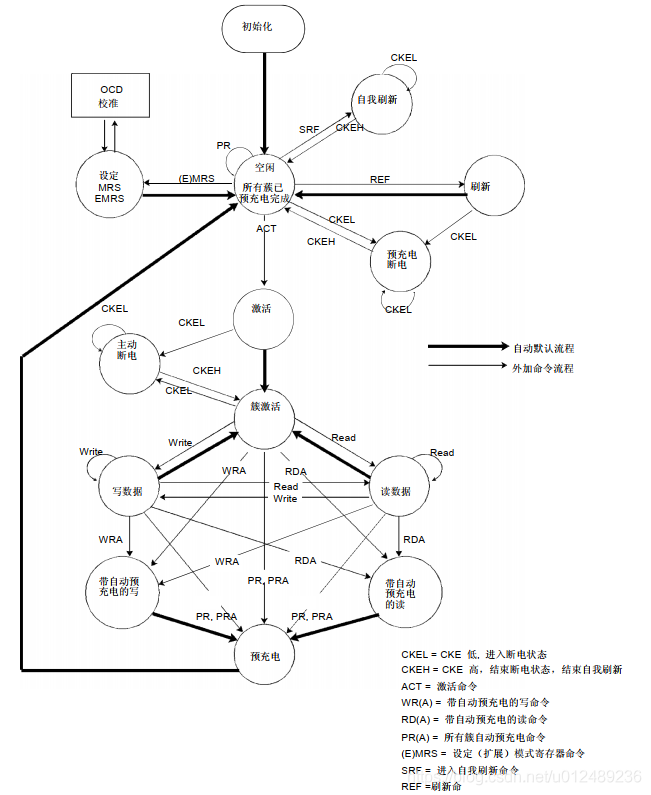 初始化
CKEL
OCD
校准
自我刷新
SRF
CKEH
PR
空闲
所有簇已
预充电完成
(E)MRS
设定
MRS
EMRS
REF
刷新
CKEL
CKEH
CKEL
ACT
预充电
断电
CKEL
激活
CKEL
CKEL
主动
断电
CKEH
CKEL
自动默认流程
外加命令流程
簇激活
Write
Read
Write
Read
WRA
RDA
Read
Write
写数据
读数据
WRA
RDA
WRA
RDA
带自动预
充电的写
PR, PRA
带自动
预充电
的读
PR, PRA
PR, PRA
预充电
CKEL = CKE 低, 进入断电状态
CKEH = CKE 高，结束断电状态，结束自我刷新
ACT = 激活命令
WR(A) = 带自动预充电的写命令
RD(A) = 带自动预充电的读命令
PR(A) = 所有簇自动预充电命令
(E)MRS = 设定（扩展）模式寄存器命令
SRF = 进入自我刷新命令
REF =刷新命
https://blog.csdn.net/u012489236